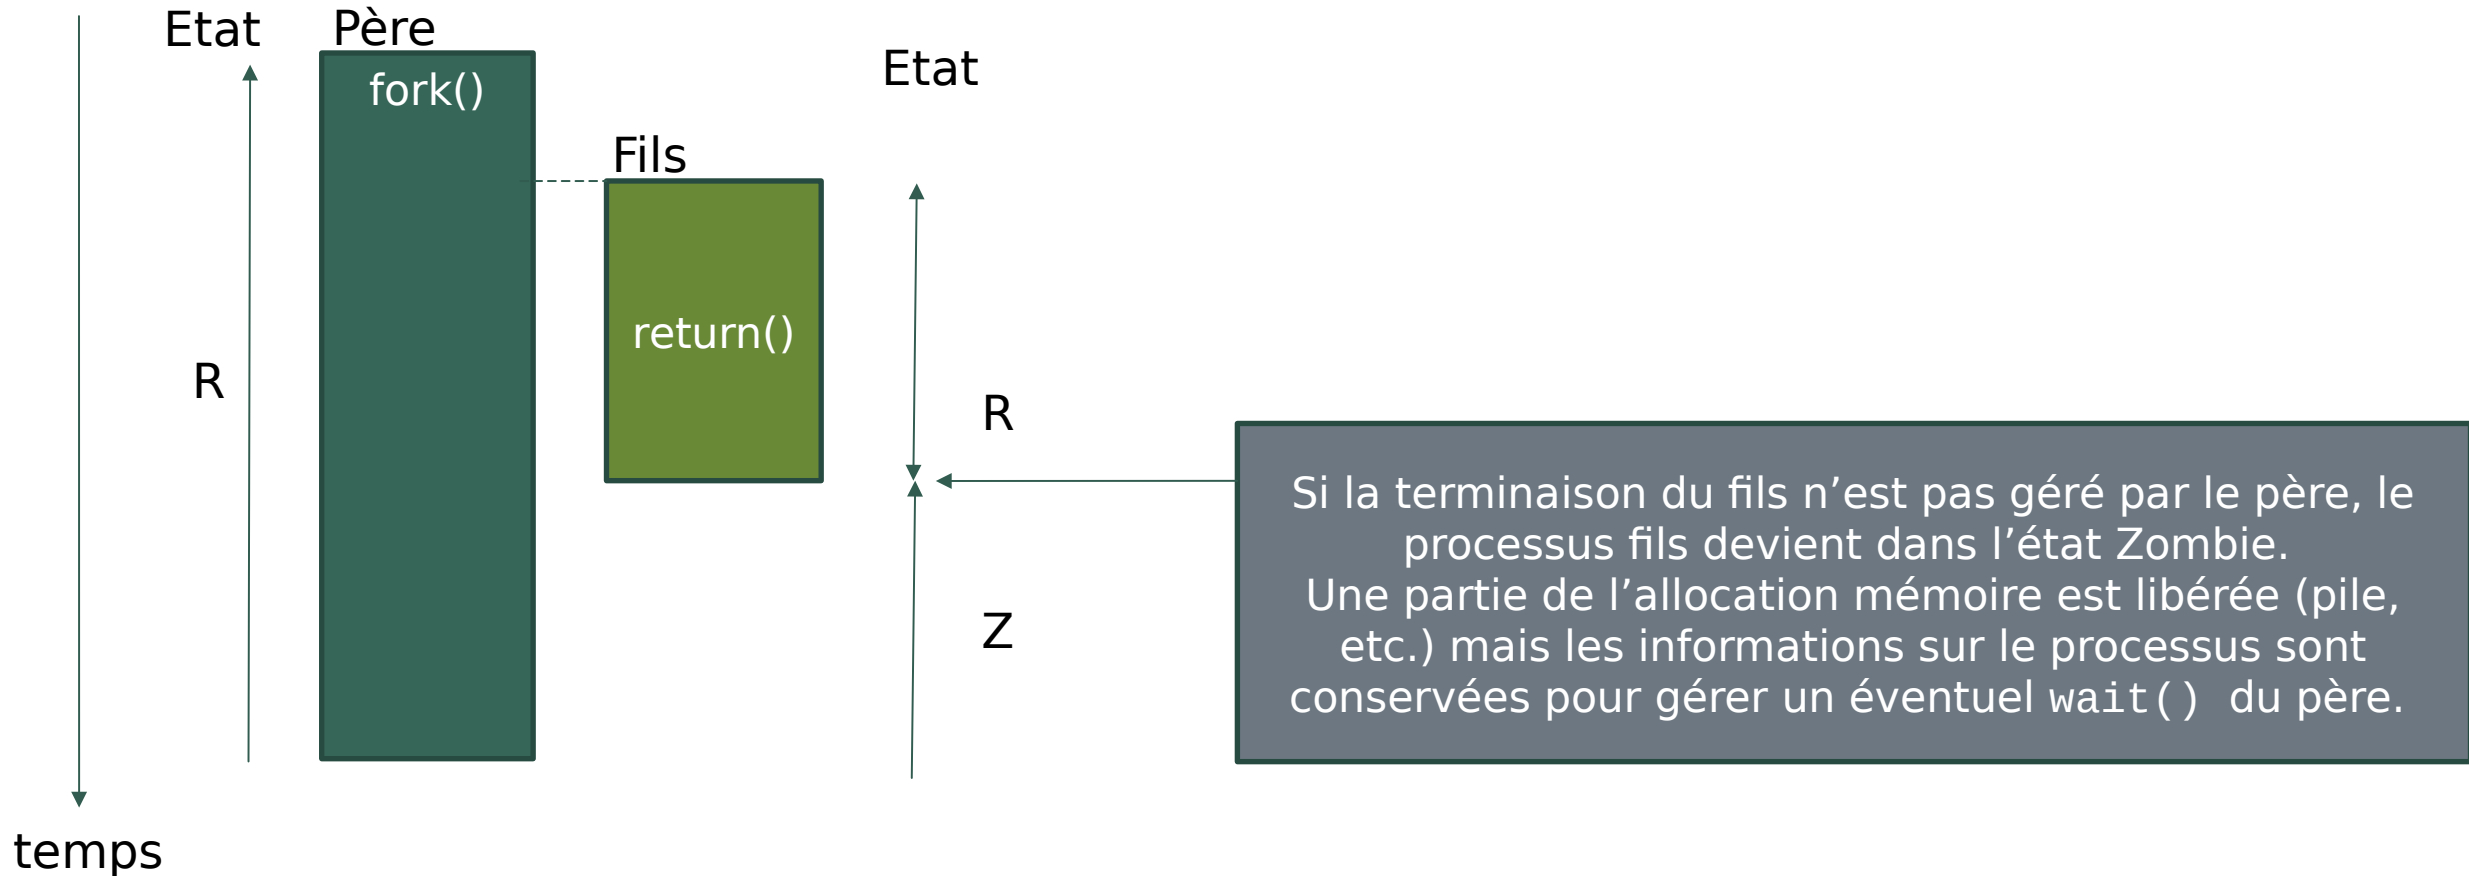 Etat
Père
fork()
Etat
Fils
return()
R
R
Si la terminaison du fils n’est pas géré par le père, le
processus fils devient dans l’état Zombie.
Une partie de l’allocation mémoire est libérée (pile,
etc.) mais les informations sur le processus sont
conservées pour gérer un éventuel wait() du père.
Z
temps